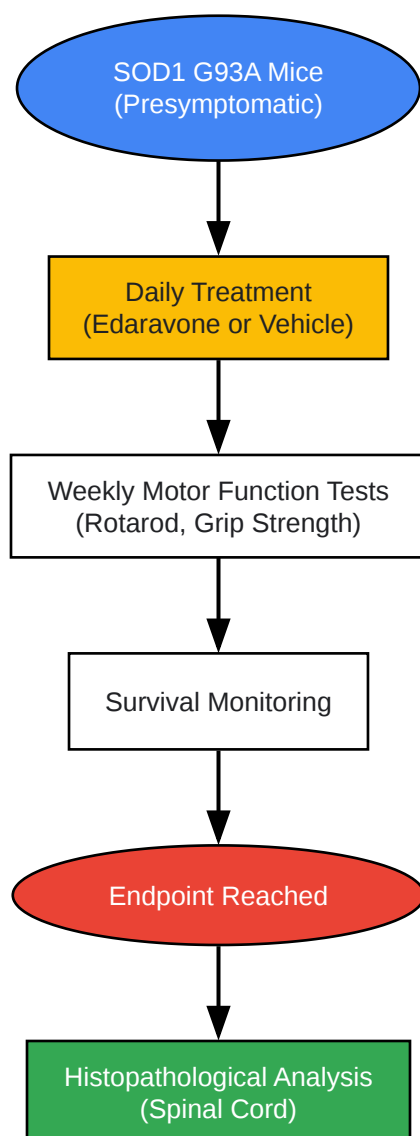 SOD1 G93A Mice
(Presymptomatic)
Daily Treatment
(Edaravone or Vehicle)
Weekly Motor Function Tests
(Rotarod, Grip Strength)
Survival Monitoring
Endpoint Reached
Histopathological Analysis
(Spinal Cord)